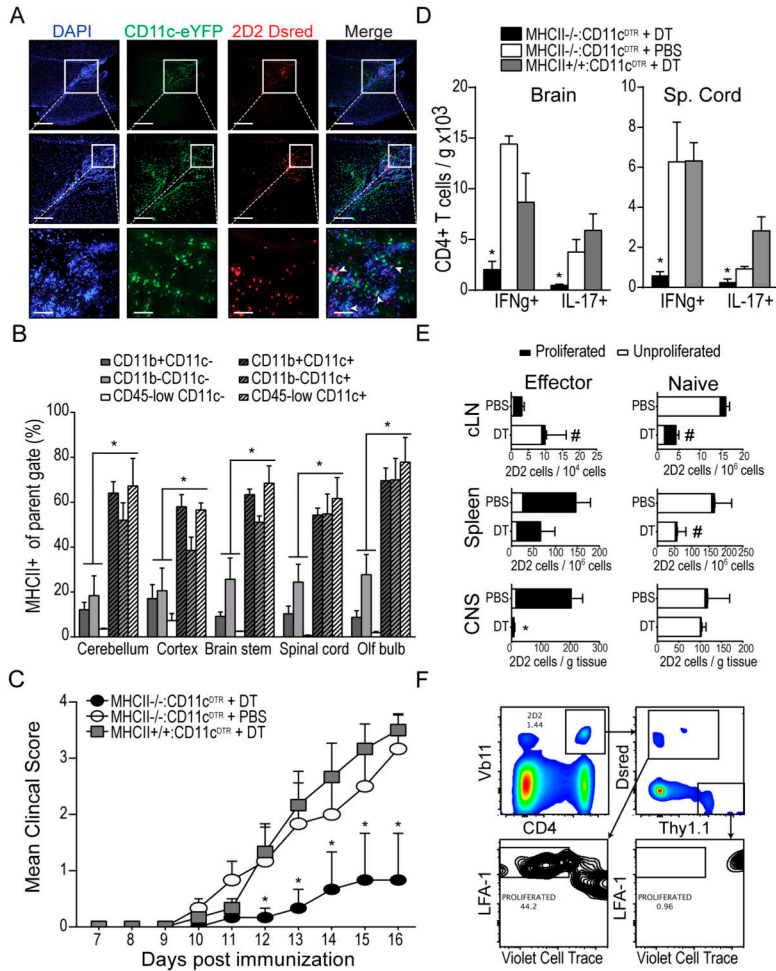 A
DAPI CD11c-eYFP 2D2 Dsred Merge
B
CD11b+CD11c- CD11b+CD11c+
CD11b-CD11c- CD11b-CD11c+
CD45-low CD11c- CD45-low CD11c+
MHCII+ of parent gate (%)
100
80
60
40
20
0
* * * * *
Cerebellum Cortex Brain stem Spinal cord Olf bulb
C
MHCII-/-:CD11cDTR + DT
MHCII-/-:CD11cDTR + PBS
MHCII+/+:CD11cDTR + DT
Mean Clincal Score
4
3
2
1
0
* * * * *
7 8 9 10 11 12 13 14 15 16
Days post immunization
D
MHCII-/-:CD11cDTR + DT
MHCII-/-:CD11cDTR + PBS
MHCII+/+:CD11cDTR + DT
Brain Sp. Cord
CD4+ T cells / g x103
20
15
10
5
0
* *
IFNg+ IL-17+
10
8
6
4
2
0
* *
IFNg+ IL-17+
E
Proliferated Unproliferated
Effector Naive
cLN
PBS
DT #
0 5 10 15 20 25
2D2 cells / 104 cells
PBS
DT #
0 5 10 15 20
2D2 cells / 106 cells
Spleen
PBS
DT
0 50 100 150 200
2D2 cells / 106 cells
PBS
DT #
0 50 100 150 200 250
2D2 cells / 106 cells
CNS
PBS
DT *
0 100 200 300
2D2 cells / g tissue
PBS
DT
0 50 100 150 200
2D2 cells / g tissue
F
2D2
1.44
Vb11
CD4
Dsred
Thy1.1
LFA-1
PROLIFERATED
44.2
Violet Cell Trace
LFA-1
PROLIFERATED
0.96
Violet Cell Trace